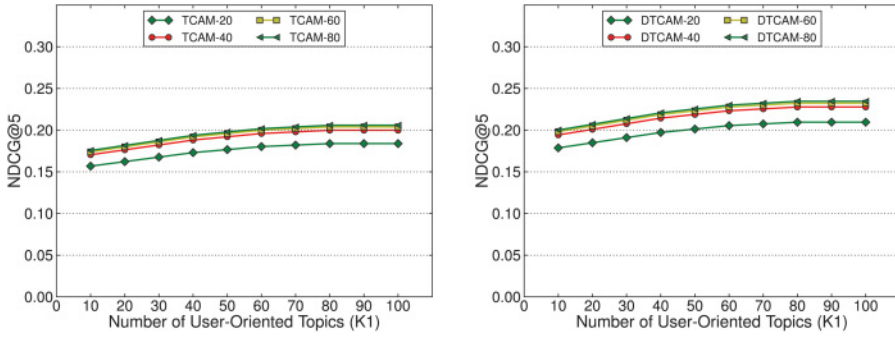 TCAM-20 TCAM-60
TCAM-40 TCAM-80
0.30
0.25
0.20
0.15
0.10
0.05
0.00
NDCG@5
0 10 20 30 40 50 60 70 80 90 100
Number of User-Oriented Topics (K1)
DTCAM-20 DTCAM-60
DTCAM-40 DTCAM-80
0.30
0.25
0.20
0.15
0.10
0.05
0.00
NDCG@5
0 10 20 30 40 50 60 70 80 90 100
Number of User-Oriented Topics (K1)